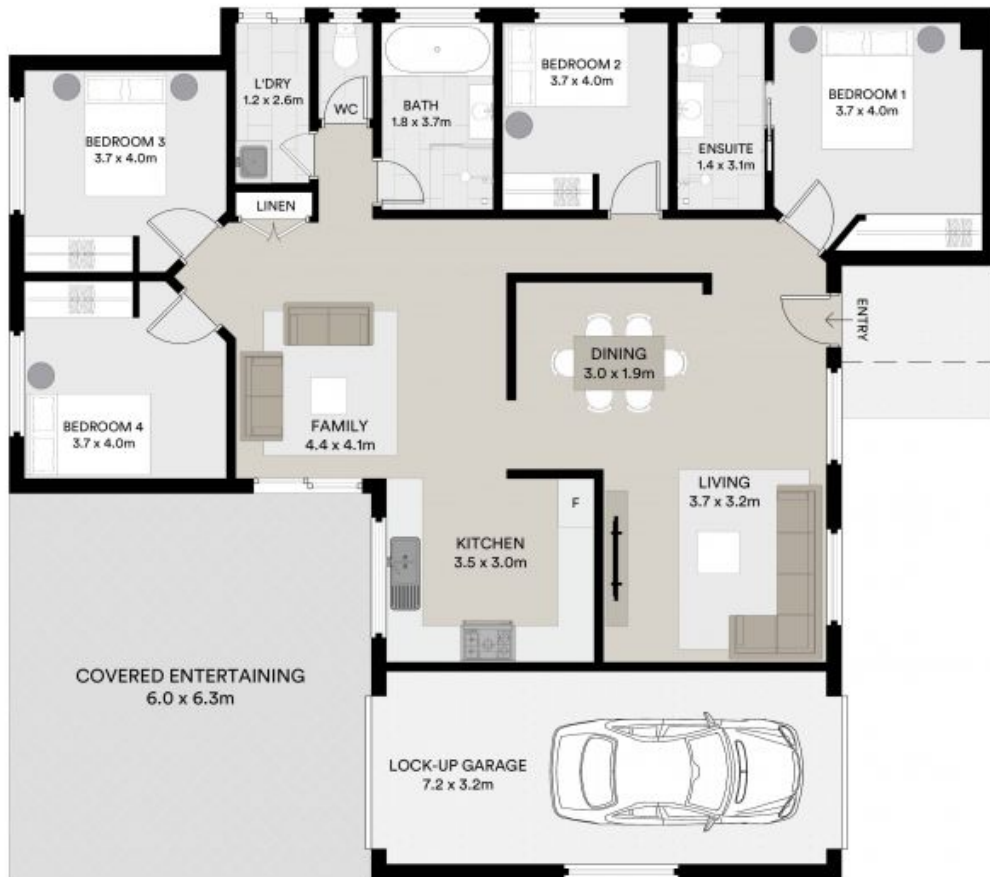 L'DRY
1.2 x 2.6m
WC
BATH
1.8 x 3.7m
BEDROOM 2
3.7 x 4.0m
ENSUITE
1.4 x 3.1m
BEDROOM 1
3.7 x 4.0m
BEDROOM 3
3.7 x 4.0m
LINEN
ENTRY
DINING
3.0 x 1.9m
BEDROOM 4
3.7 x 4.0m
FAMILY
4.4 x 4.1m
LIVING
3.7 x 3.2m
F
KITCHEN
3.5 x 3.0m
COVERED ENTERTAINING
6.0 x 6.3m
LOCK-UP GARAGE
7.2 x 3.2m